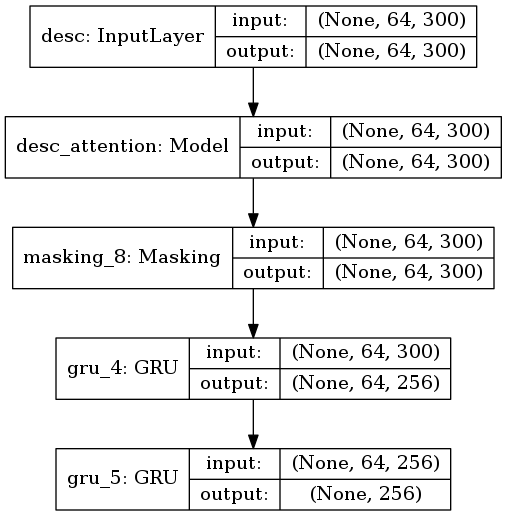 desc: InputLayer
input:
(None, 64, 300)
output:
(None, 64, 300)
desc_attention: Model
input:
(None, 64, 300)
output:
(None, 64, 300)
masking_8: Masking
input:
(None, 64, 300)
output:
(None, 64, 300)
gru_4: GRU
input:
(None, 64, 300)
output:
(None, 64, 256)
gru_5: GRU
input:
(None, 64, 256)
output:
(None, 256)